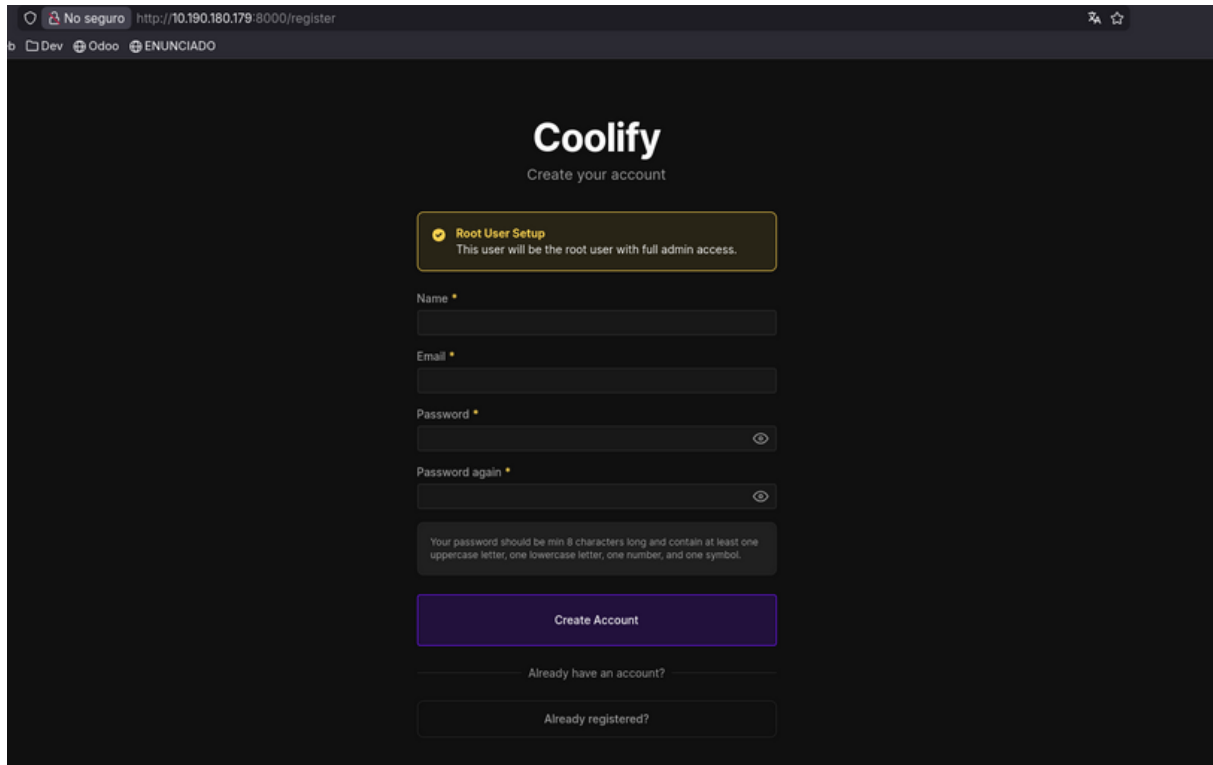 No seguro http://10.190.180.179:8000/register
b Dev Odoo ENUNCIADO
Coolify
Create your account
Root User Setup
This user will be the root user with full admin access.
Name *
Email *
Password *
Password again *
Your password should be min 8 characters long and contain at least one
uppercase letter, one lowercase letter, one number, and one symbol.
Create Account
Already have an account?
Already registered?